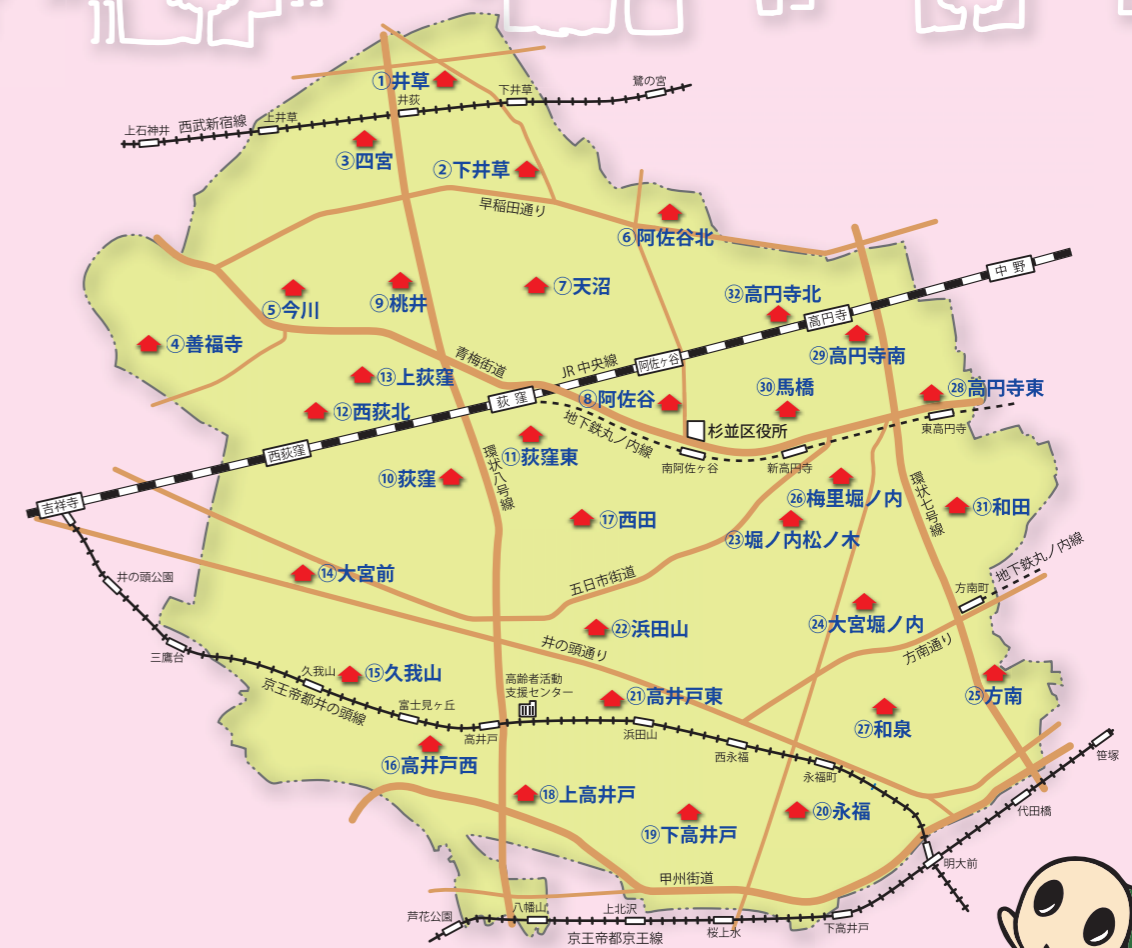 ①井草
井荻
下井草
鷺の宮
上石神井
西武新宿線
上井草
③四宮
②下井草
早稲田通り
⑥阿佐谷北
⑤今川
⑨桃井
⑦天沼
㉜高円寺北
中野
高円寺
④善福寺
青梅街道
JR中央線
阿佐ヶ谷
㉙高円寺南
⑬上荻窪
⑧阿佐谷
㉚馬橋
㉘高円寺東
荻窪
⑫西荻北
地下鉄丸ノ内線
杉並区役所
東高円寺
西荻窪
環状八号線
⑪荻窪東
南阿佐ヶ谷
新高円寺
⑩荻窪
㉖梅里堀ノ内
環状七号線
㉛和田
吉祥寺
⑰西田
㉓堀ノ内松ノ木
地下鉄丸ノ内線
⑭大宮前
井の頭公園
五日市街道
方南町
㉒浜田山
㉔大宮堀ノ内
井の頭通り
方南通り
三鷹台
久我山
⑮久我山
京王帝都井の頭線
高齢者活動
支援センター
㉑高井戸東
㉕方南
富士見ヶ丘
高井戸
浜田山
㉗和泉
西永福
笹塚
⑯高井戸西
永福町
⑱上高井戸
代田橋
⑲下高井戸
⑳永福
明大前
甲州街道
芦花公園
八幡山
上北沢
桜上水
下高井戸
京王帝都京王線